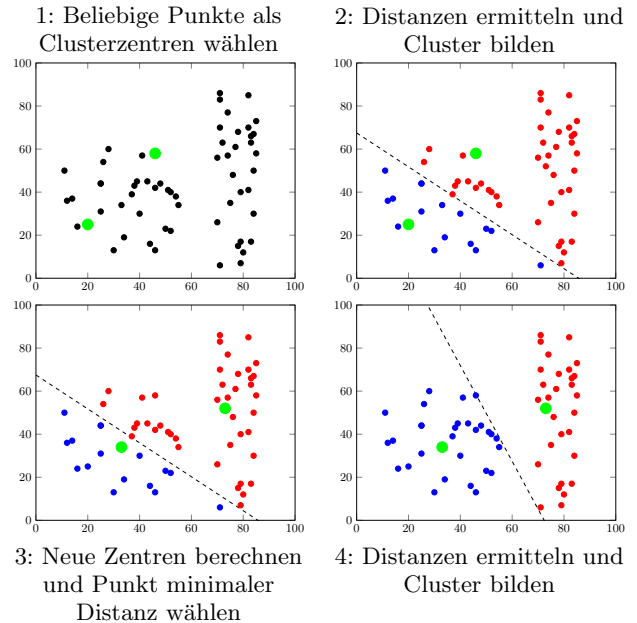 1: Beliebige Punkte als
Clusterzentren wählen
2: Distanzen ermitteln und
Cluster bilden
100
80
60
40
20
0
0 20 40 60 80 100
100
80
60
40
20
0
0 20 40 60 80 100
100
80
60
40
20
0
0 20 40 60 80 100
100
80
60
40
20
0
0 20 40 60 80 100
3: Neue Zentren berechnen
und Punkt minimaler
Distanz wählen
4: Distanzen ermitteln und
Cluster bilden